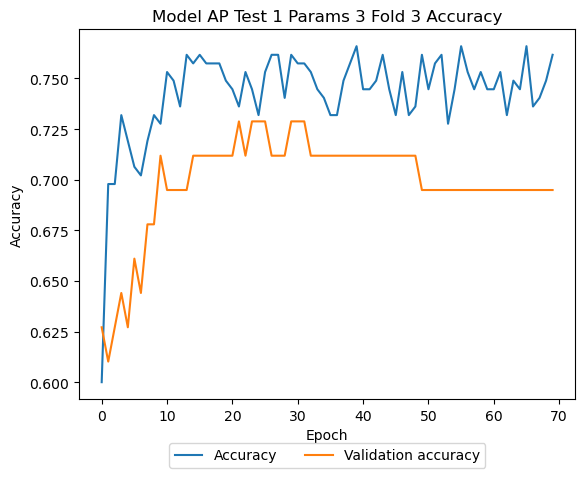 Model AP Test 1 Params 3 Fold 3 Accuracy
Accuracy
0.750
0.725
0.700
0.675
0.650
0.625
0.600
0 10 20 30 40 50 60 70
Epoch
Accuracy Validation accuracy